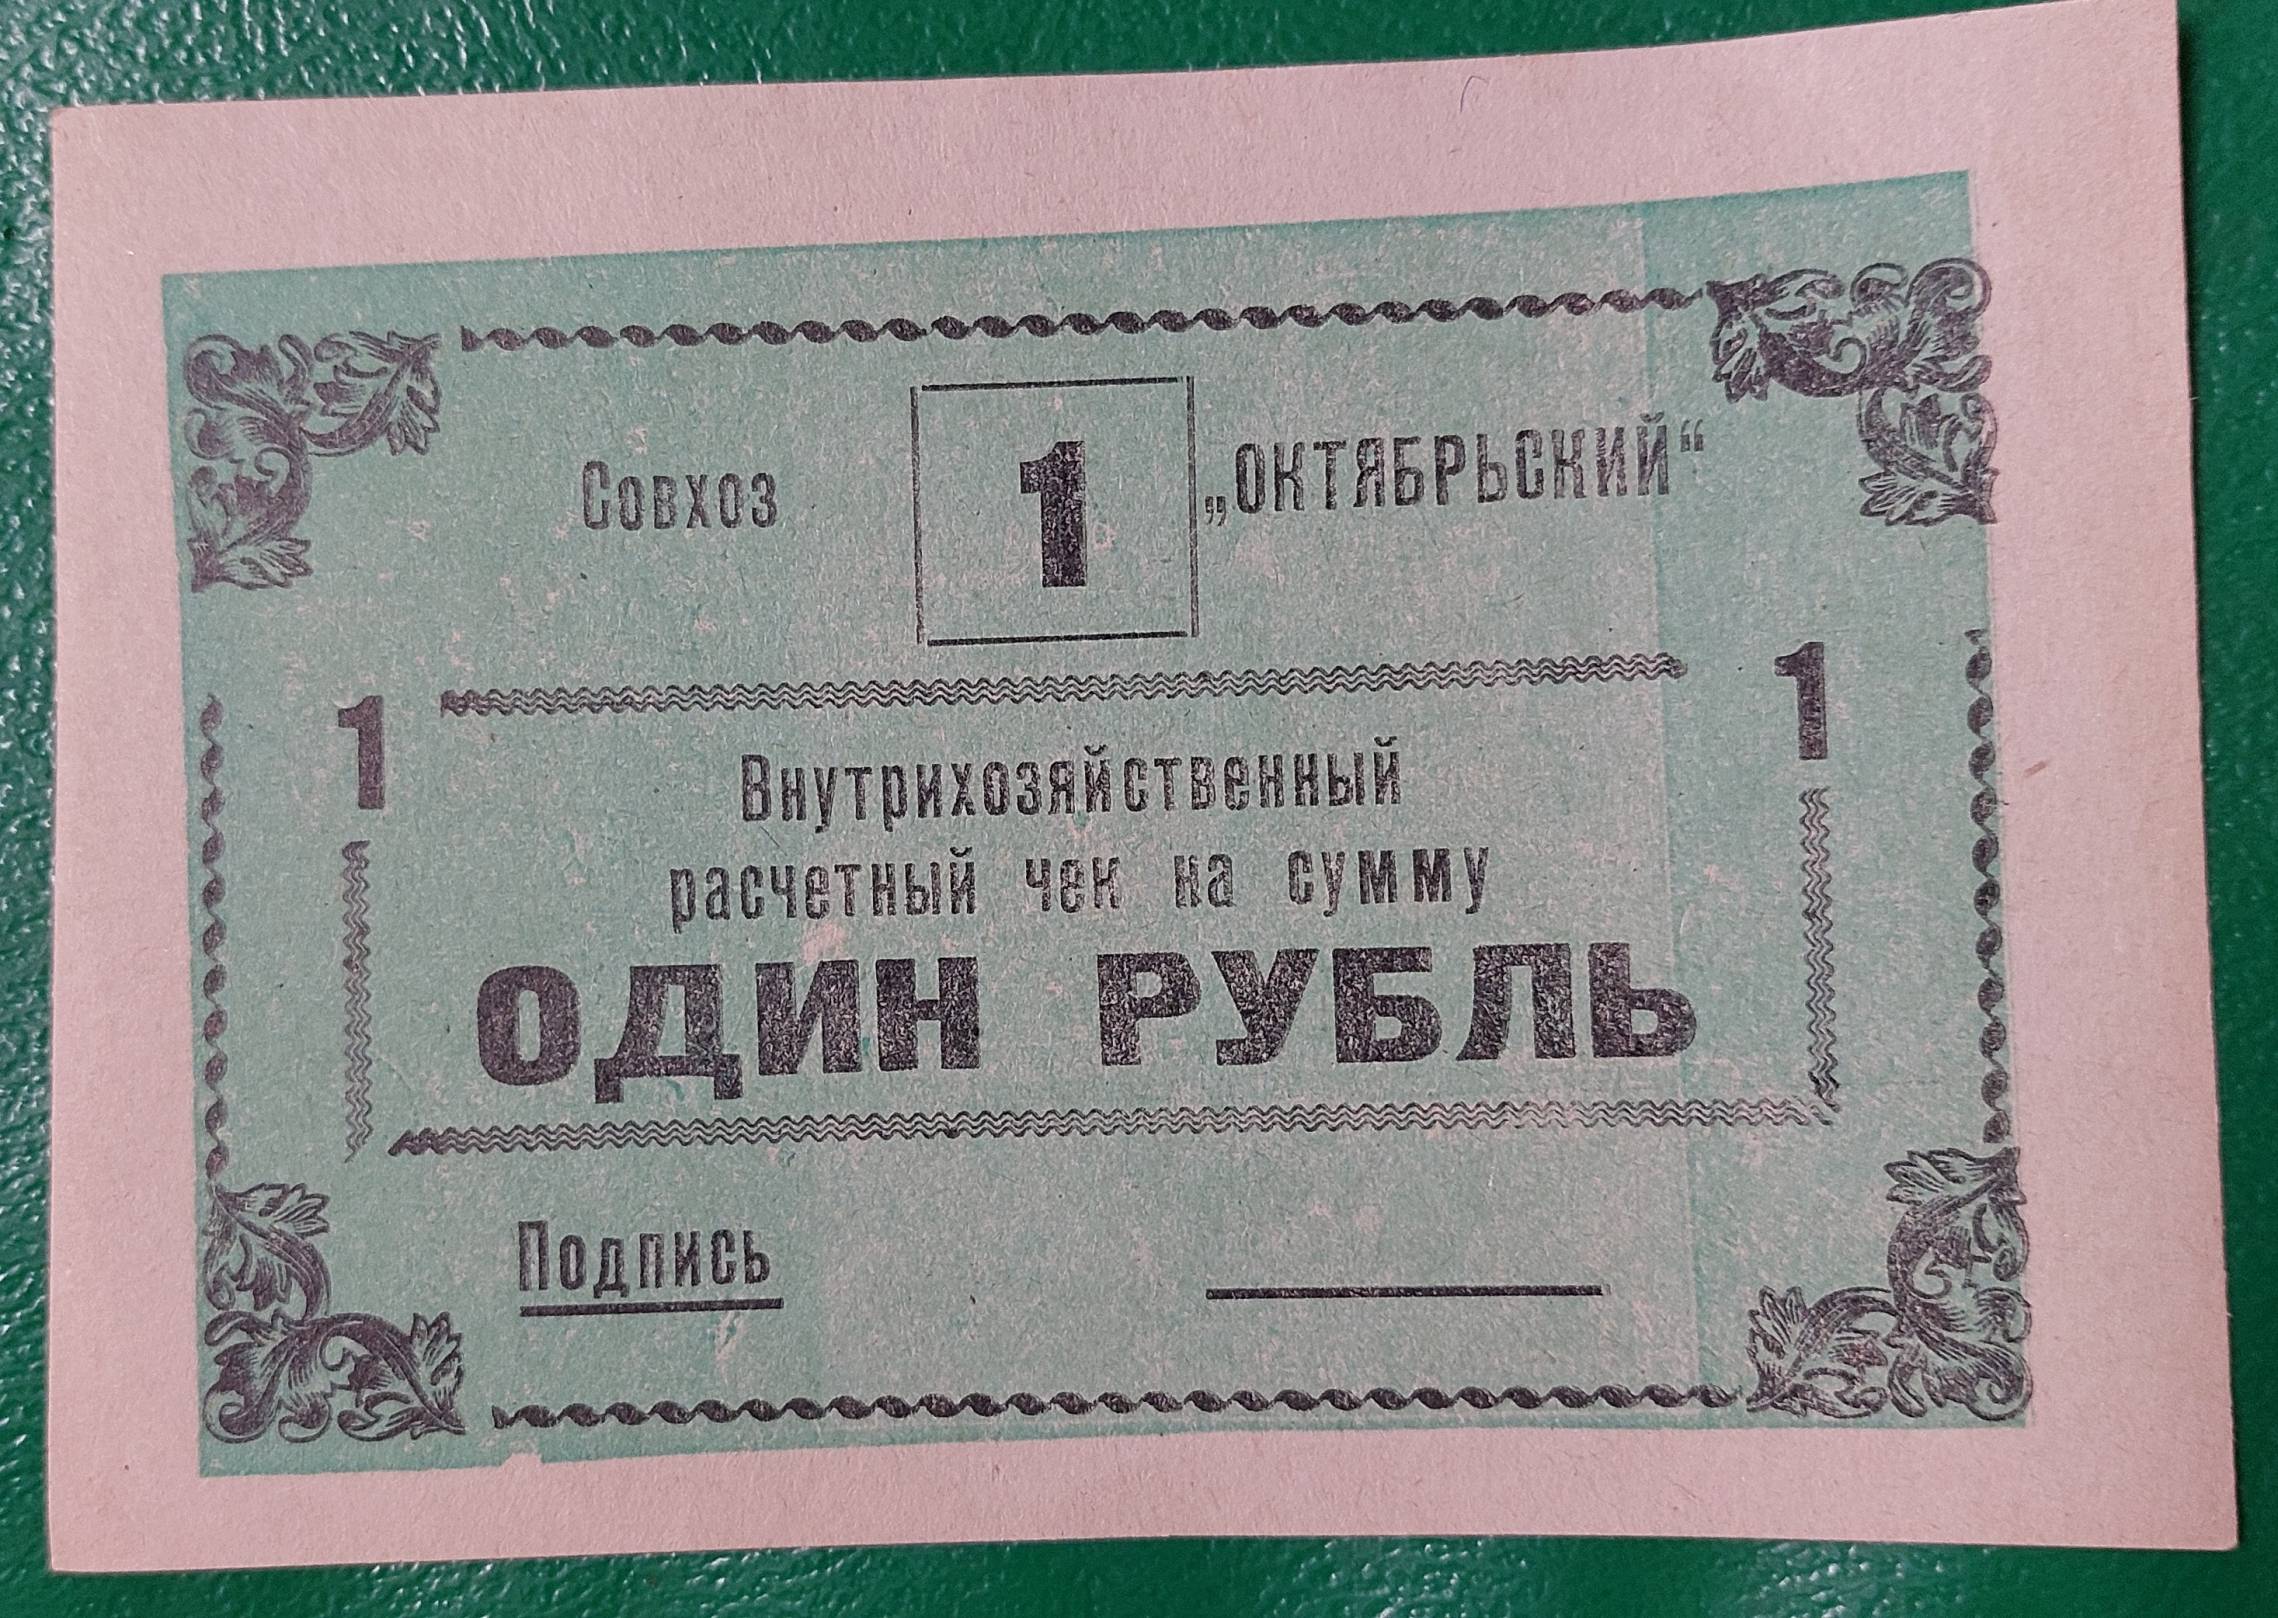 Совхоз 1 „ОКТЯБРЬСКИЙ“
1 1
Внутрихозяйственный
расчетный чек на сумму
ОДИН РУБЛЬ
Подпись